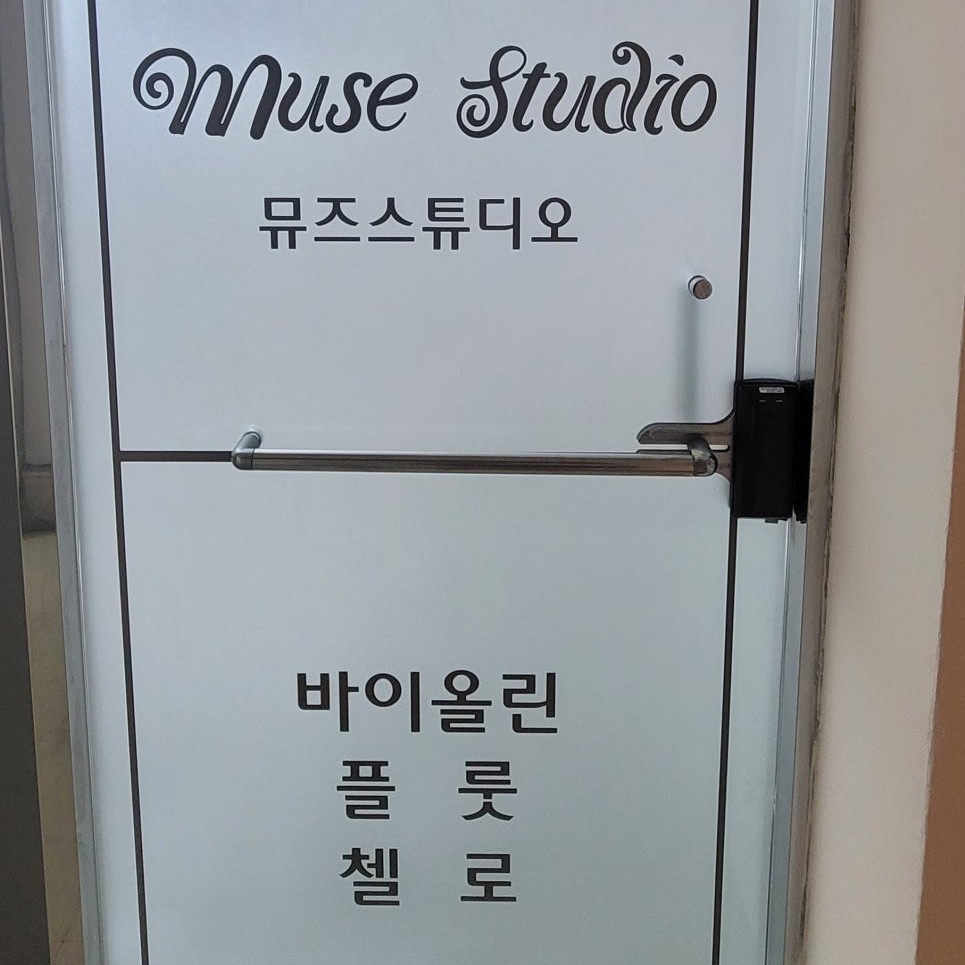 Muse Studio
뮤즈스튜디오
바이올린
플 룻
첼 로